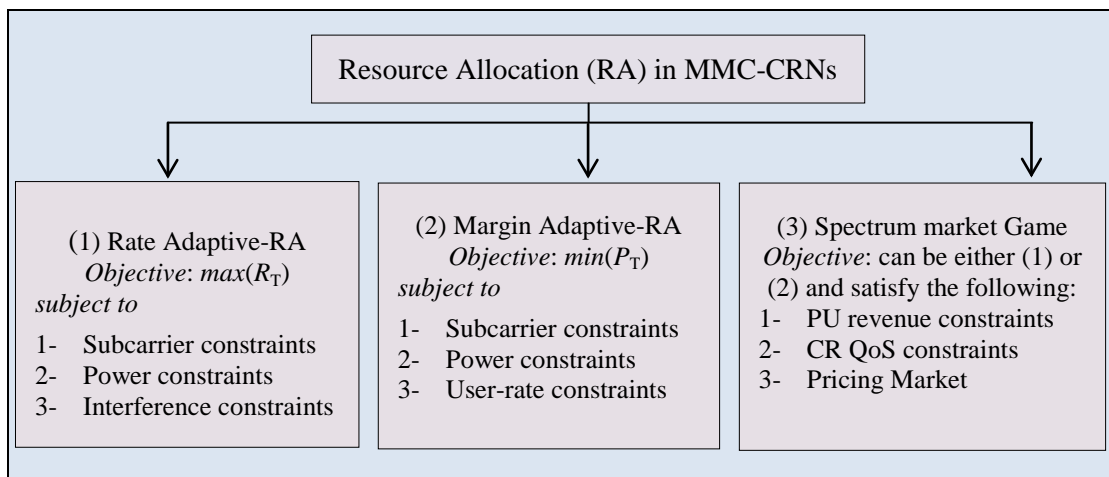 Resource Allocation (RA) in MMC-CRNs
(1) Rate Adaptive-RA
Objective: max(RT)
subject to
1- Subcarrier constraints
2- Power constraints
3- Interference constraints
(2) Margin Adaptive-RA
Objective: min(PT)
subject to
1- Subcarrier constraints
2- Power constraints
3- User-rate constraints
(3) Spectrum market Game
Objective: can be either (1) or
(2) and satisfy the following:
1- PU revenue constraints
2- CR QoS constraints
3- Pricing Market